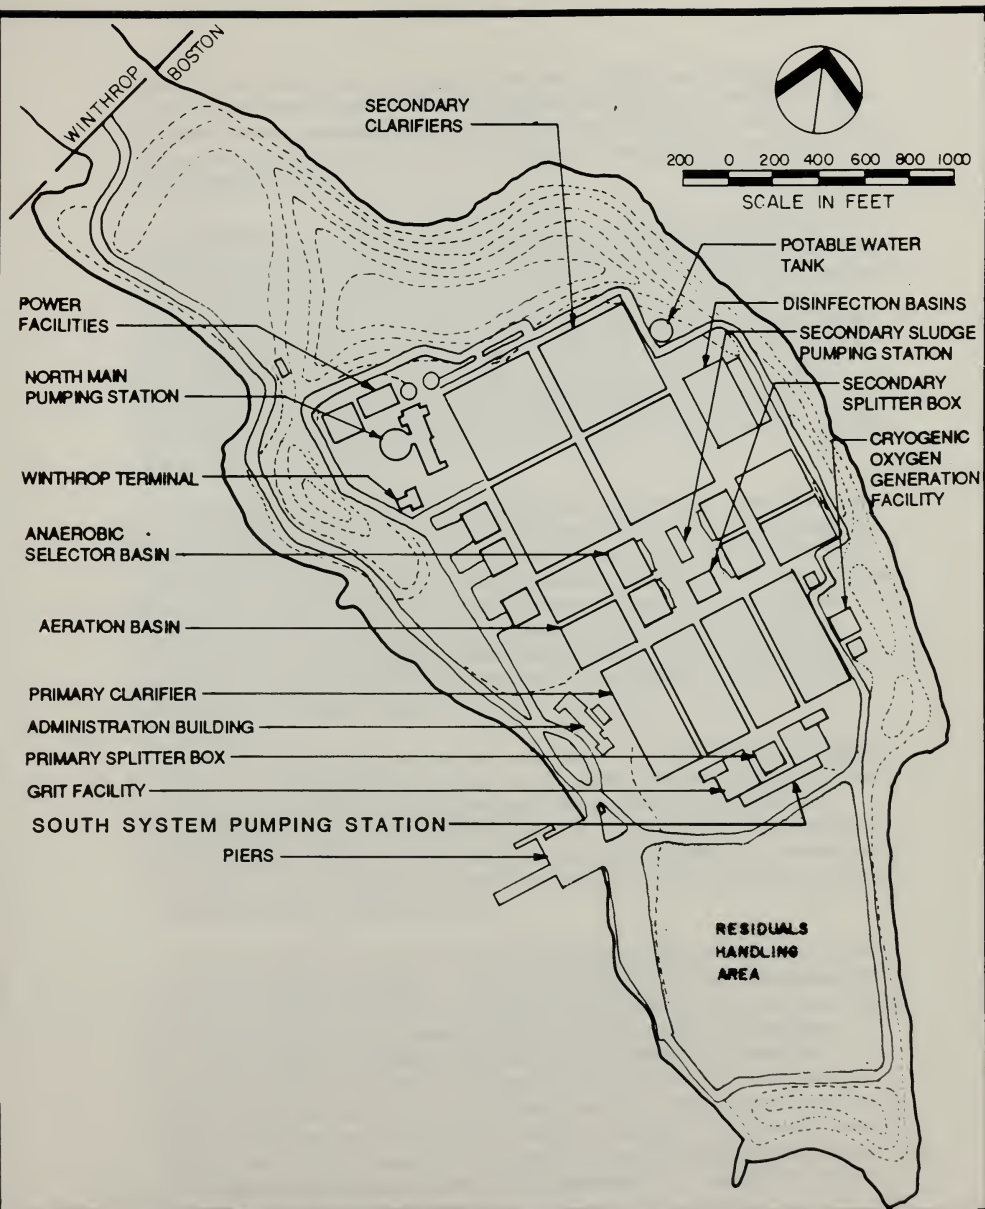 WINTHROP
BOSTON
SECONDARY
CLARIFIERS
200 0 200 400 600 800 1000
SCALE IN FEET
POTABLE WATER
TANK
DISINFECTION BASINS
SECONDARY SLUDGE
PUMPING STATION
SECONDARY
SPLITTER BOX
CRYOGENIC
OXYGEN
GENERATION
FACILITY
POWER
FACILITIES
NORTH MAIN
PUMPING STATION
WINTHROP TERMINAL
ANAEROBIC
SELECTOR BASIN
AERATION BASIN
PRIMARY CLARIFIER
ADMINISTRATION BUILDING
PRIMARY SPLITTER BOX
GRIT FACILITY
SOUTH SYSTEM PUMPING STATION
PIERS
RESIDUALS
HANDLING
AREA